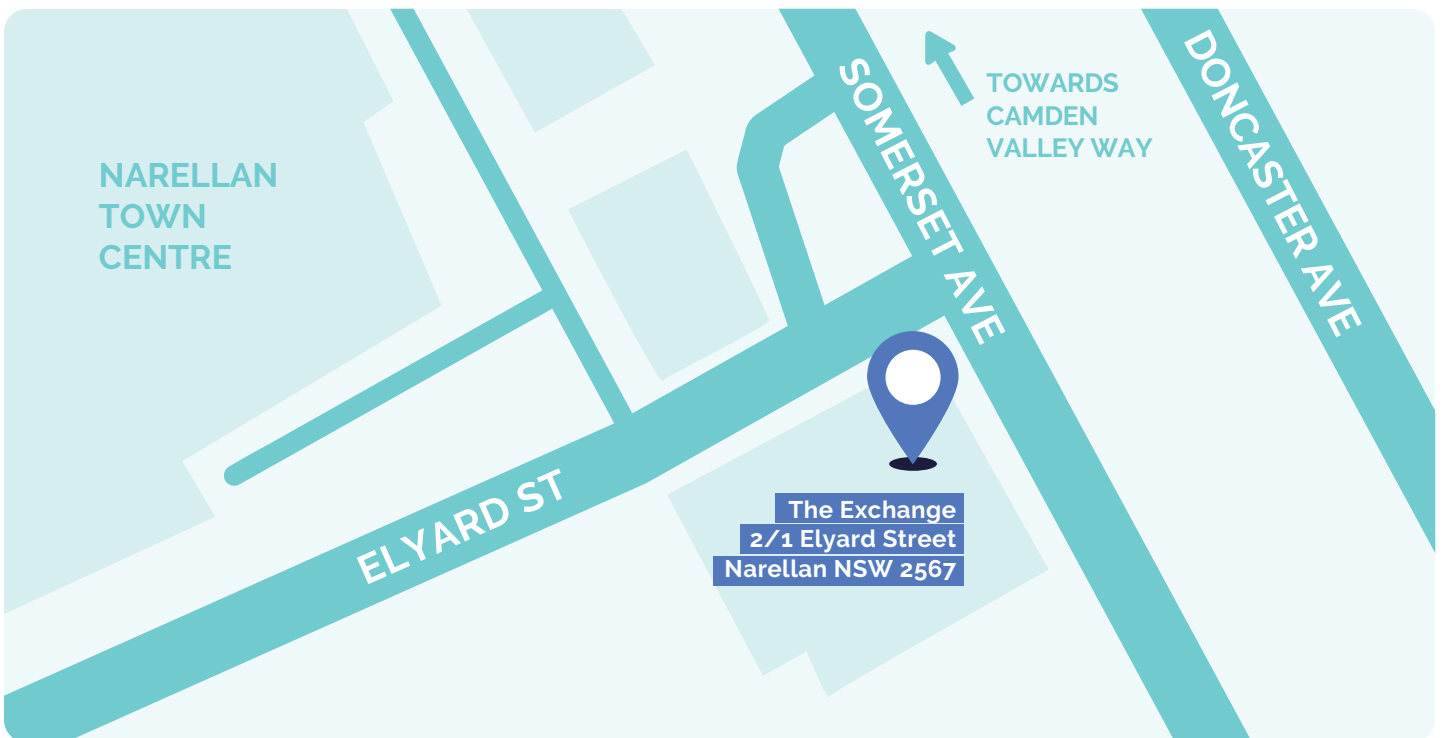 NARELLAN
TOWN
CENTRE
SOMERSET AVE
TOWARDS
CAMDEN
VALLEY WAY
DONCASTER AVE
ELYARD ST
The Exchange
2/1 Elyard Street
Narellan NSW 2567